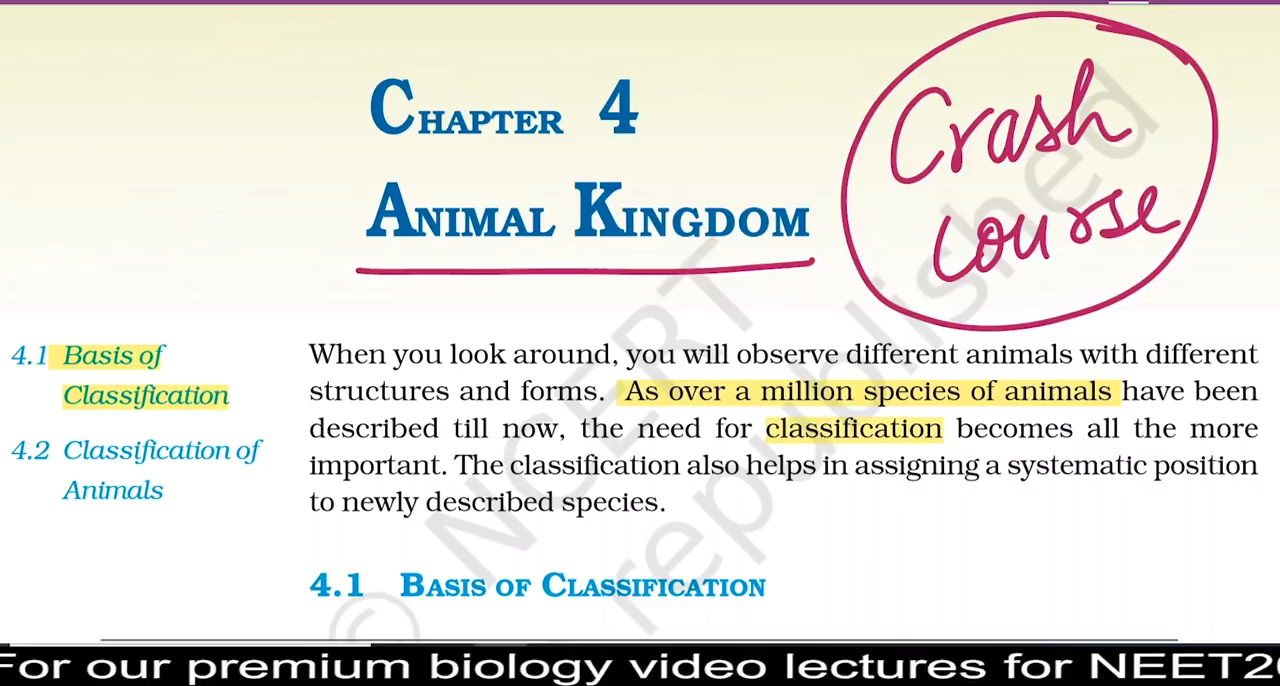 CHAPTER 4
ANIMAL KINGDOM
Crash
course
4.1 Basis of
Classification
4.2 Classification of
Animals
When you look around, you will observe different animals with different
structures and forms. As over a million species of animals have been
described till now, the need for classification becomes all the more
important. The classification also helps in assigning a systematic position
to newly described species.
4.1 BASIS OF CLASSIFICATION
© NCERT
republished
For our premium biology video lectures for NEET20